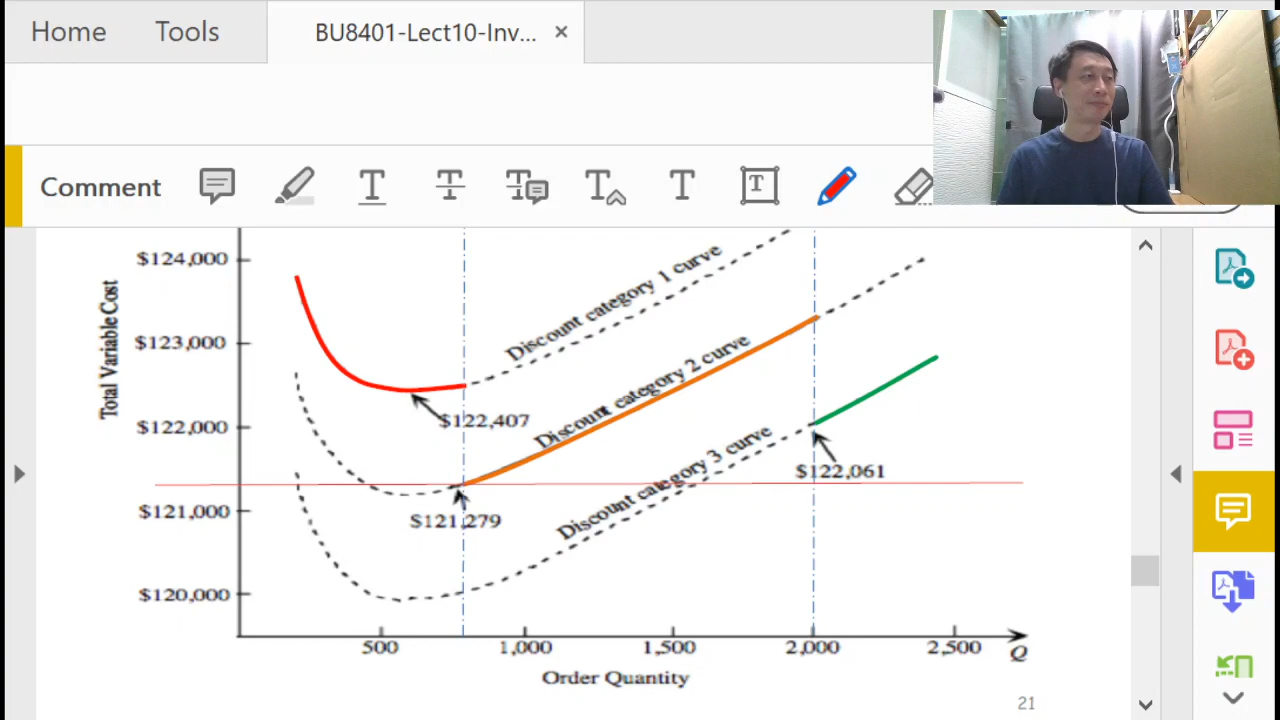 Home Tools BU8401-Lect10-Inv... ×
Comment T T T T T T
$124,000
Discount category 1 curve
$123,000
Discount category 2 curve
Total Variable Cost
$122,407
$122,000
Discount category 3 curve
$122,061
$121,000
$121,279
$120,000
500 1,000 1,500 2,000 2,500 Q
Order Quantity
21